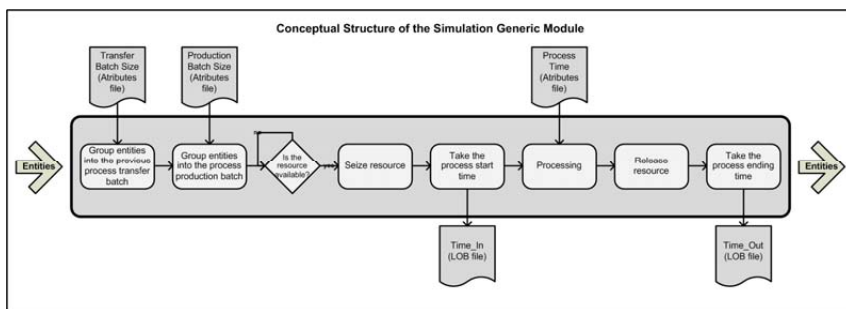 Conceptual Structure of the Simulation Generic Module
Transfer
Batch Size
(Atributes
file)
Production
Batch Size
(Atributes
file)
Process
Time
(Atributes
file)
Entities
Group entities
into the previous
process transfer
batch
Group entities
into the process
production batch
no
Is the
resource
available?
yes
Seize resource
Take the
process start
time
Processing
Release
resource
Take the
process ending
time
Entities
Time_In
(LOB file)
Time_Out
(LOB file)